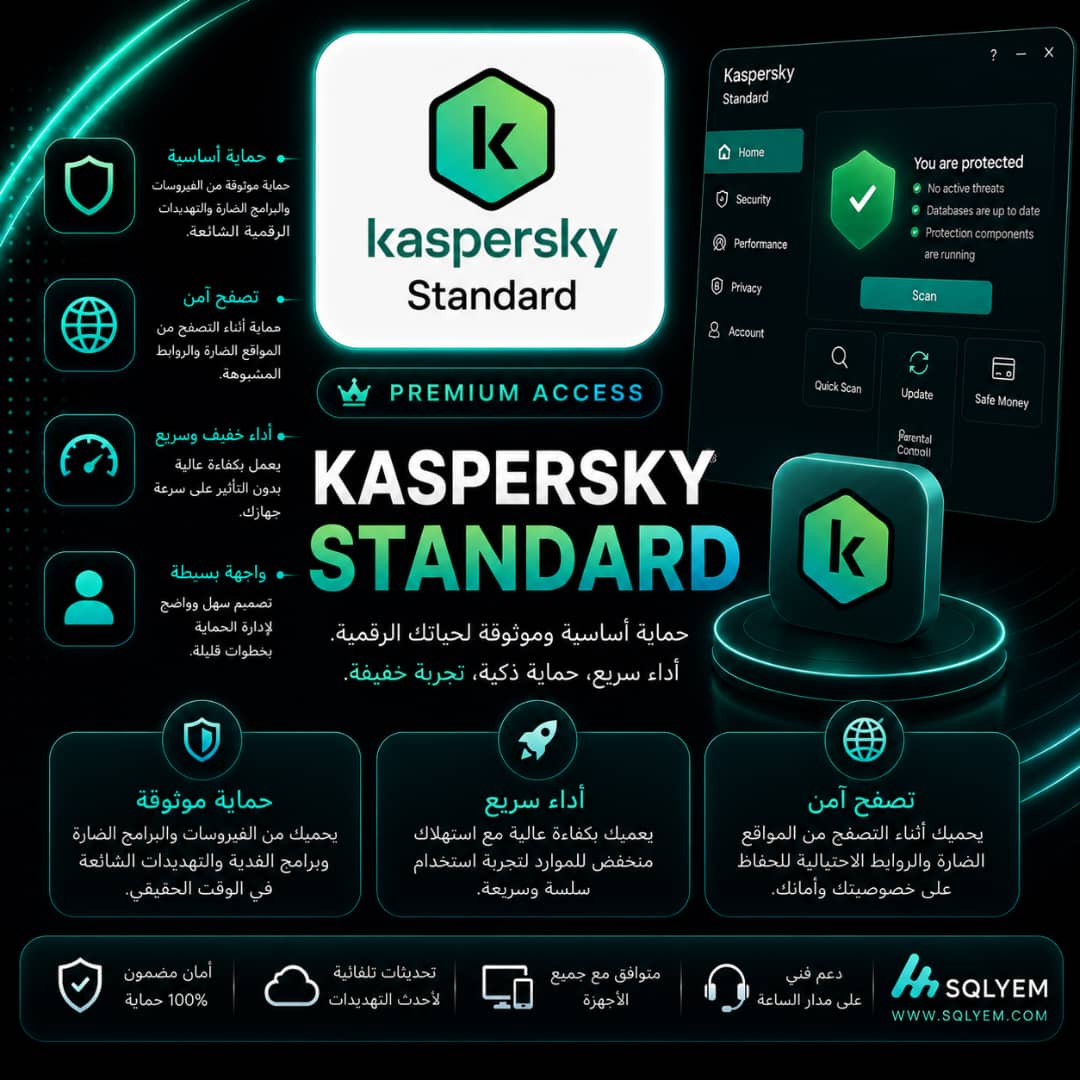 kaspersky
Standard
PREMIUM ACCESS
KASPERSKY
STANDARD
حماية أساسية وموثوقة لحياتك الرقمية.
أداء سريع، حماية ذكية، تجربة خفيفة.
حماية أساسية
حماية موثوقة من الفيروسات
والبرامج الضارة والتهديدات
الرقمية الشائعة.
تصفح آمن
حماية أثناء التصفح من
المواقع الضارة والروابط
المشبوهة.
أداء خفيف وسريع
يعمل بكفاءة عالية
بدون التأثير على سرعة
جهازك.
واجهة بسيطة
تصميم سهل وواضح
لإدارة الحماية
بخطوات قليلة.
? — X
Kaspersky
Standard
Home
Security
Performance
Privacy
Account
You are protected
No active threats
Databases are up to date
Protection components
are running
Scan
Quick Scan
Update
Safe Money
k
تصفح آمن
يحميك أثناء التصفح من المواقع
الضارة والروابط الاحتيالية للحفاظ
على خصوصيتك وأمانك.
أداء سريع
يعميك بكفاءة عالية مع استهلاك
منخفض للموارد لتجربة استخدام
سلسة وسريعة.
حماية موثوقة
يحميك من الفيروسات والبرامج الضارة
وبرامج الفدية والتهديدات الشائعة
في الوقت الحقيقي.
أمان مضمون
100% حماية
تحديثات تلقائية
لأحدث التهديدات
متوافق مع جميع
الأجهزة
دعم فني
على مدار الساعة
SQLYEM
WWW.SQLYEM.COM